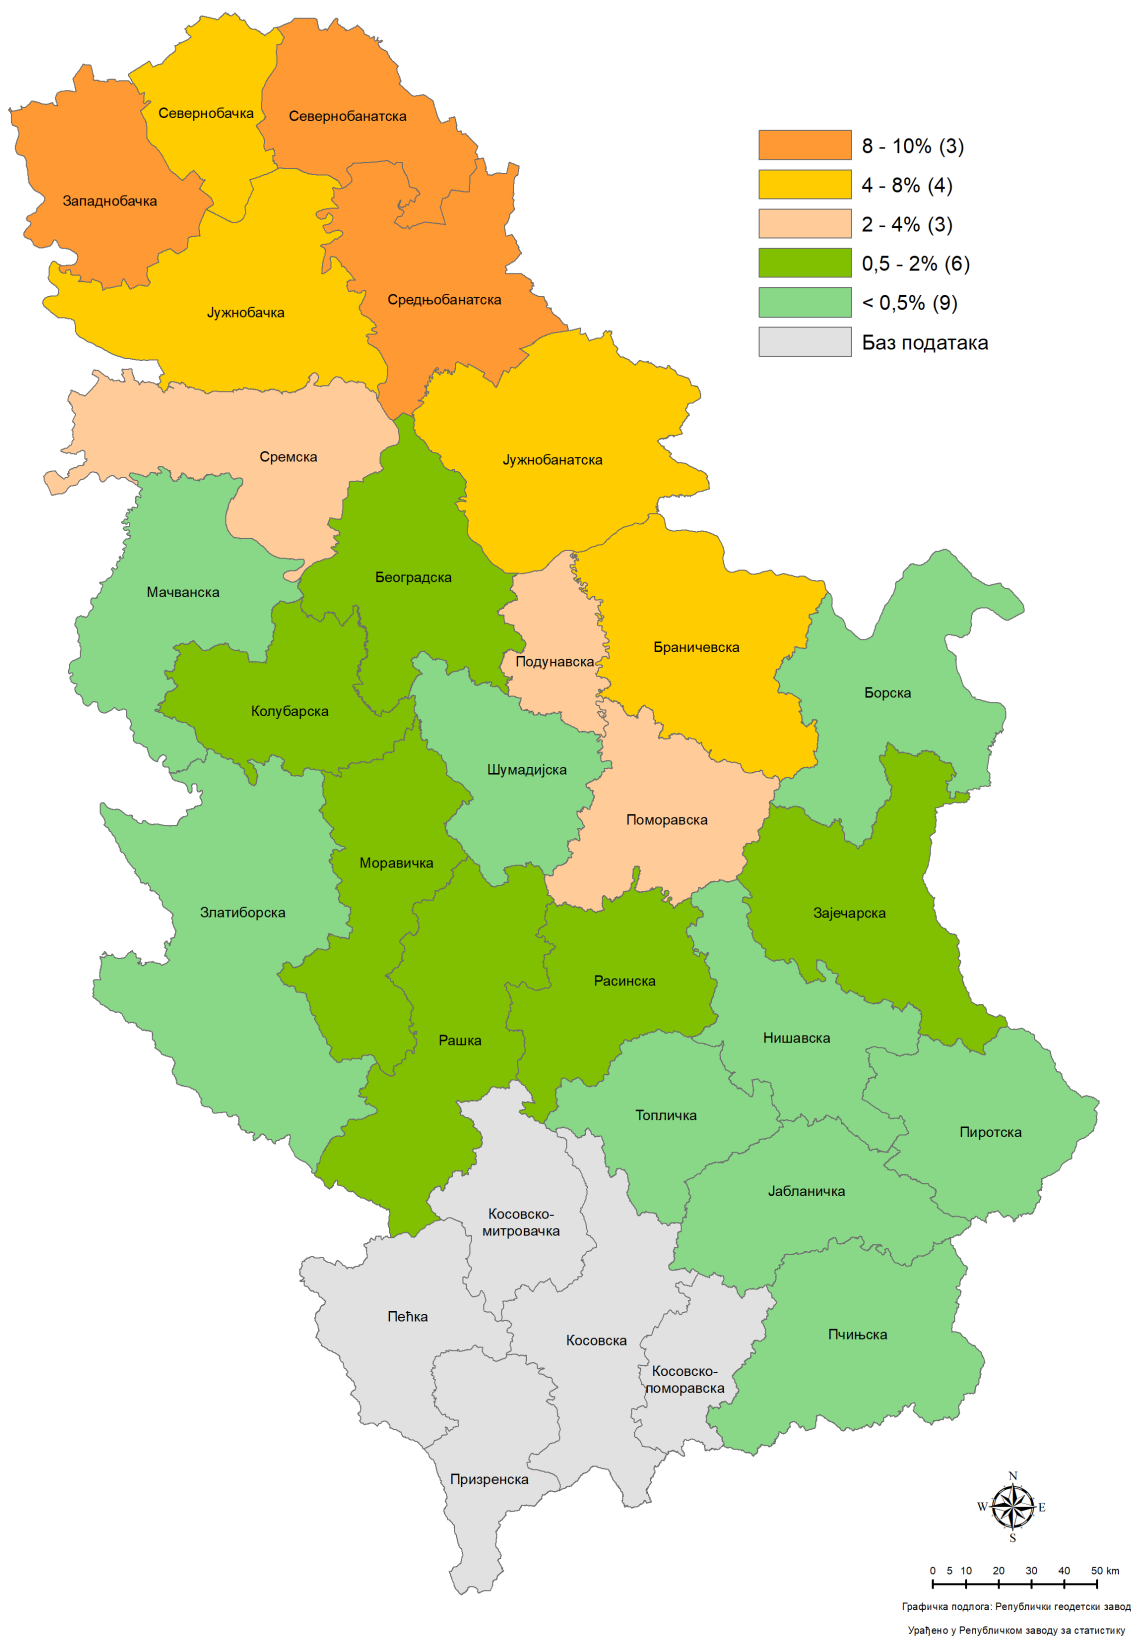 Севернобачка
Севернобанатска
Западнобачка
Јужнобачка
Средњобанатска
Сремска
Јужнобанатска
Мачванска
Београдска
Подунавска
Браничевска
Борска
Колубарска
Шумадијска
Поморавска
Моравичка
Златиборска
Зајечарска
Расинска
Рашка
Нишавска
Топличка
Пиротска
Јабланичка
Косовско-
митровачка
Пећка
Косовска
Пчињска
Косовско-
поморавска
Призренска
8 - 10% (3)
4 - 8% (4)
2 - 4% (3)
0,5 - 2% (6)
< 0,5% (9)
Баз података
N
W E
S
0 5 10 20 30 40 50 km
Графичка подлога: Републички геодетски завод
Урађено у Републичком заводу за статистику